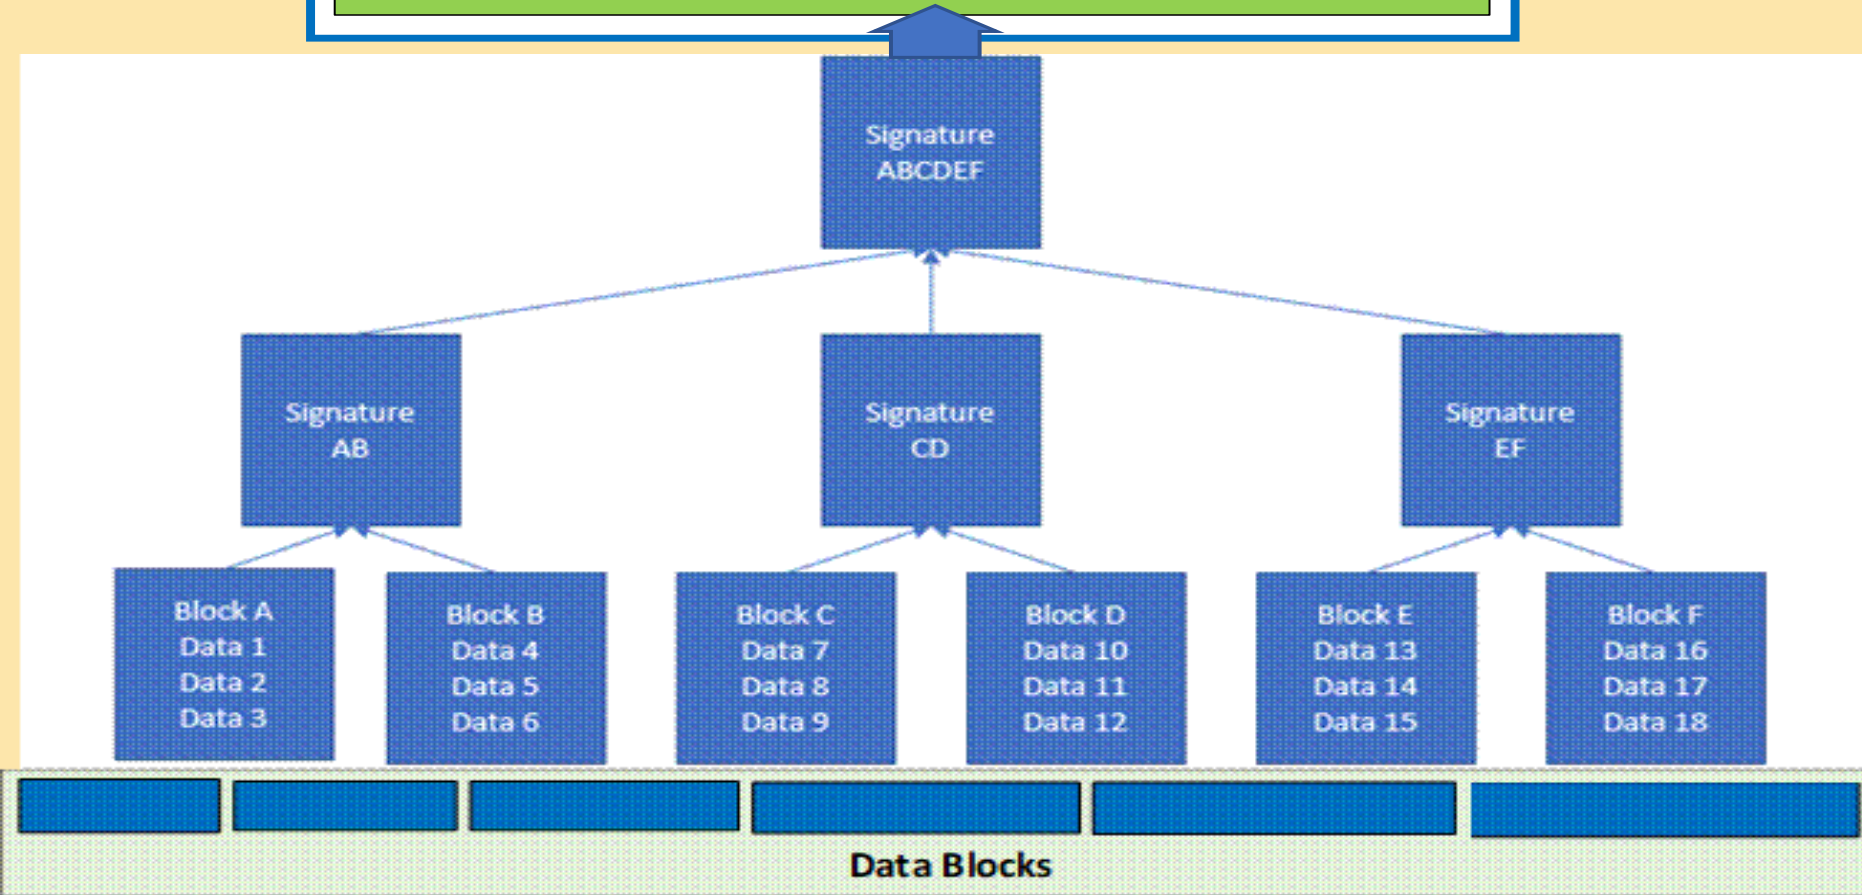 Signature
ABCDEF
Signature
AB
Signature
CD
Signature
EF
Block A
Data 1
Data 2
Data 3
Block B
Data 4
Data 5
Data 6
Block C
Data 7
Data 8
Data 9
Block D
Data 10
Data 11
Data 12
Block E
Data 13
Data 14
Data 15
Block F
Data 16
Data 17
Data 18
Data Blocks